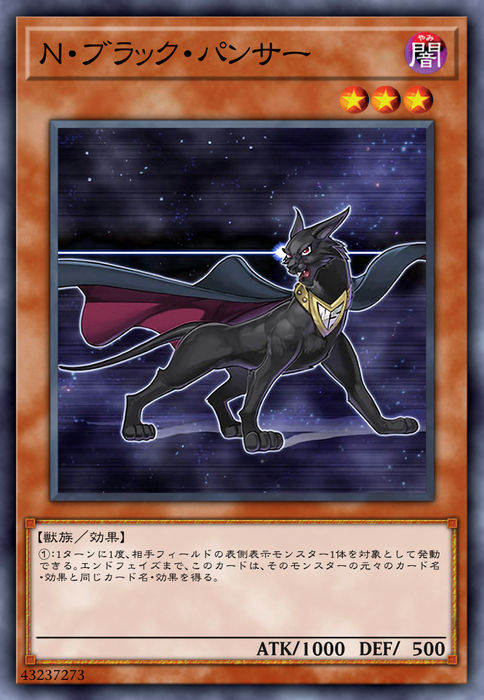 N・ブラック・パンサー
やみ
闇
【獣族／効果】
①:1ターンに1度、相手フィールドの表側表示モンスター1体を対象として発動
できる。エンドフェイズまで、このカードは、そのモンスターの元々のカード名
・効果と同じカード名・効果を得る。
ATK/1000 DEF/ 500
43237273